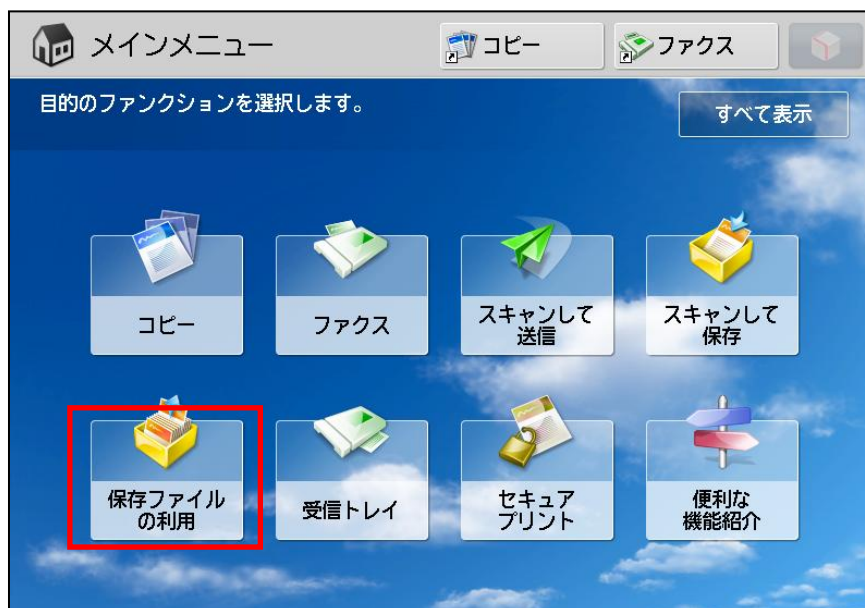 メインメニュー
コピー
ファクス
目的のファンクションを選択します。
すべて表示
コピー
ファクス
スキャンして
送信
スキャンして
保存
保存ファイル
の利用
受信トレイ
セキュア
プリント
便利な
機能紹介